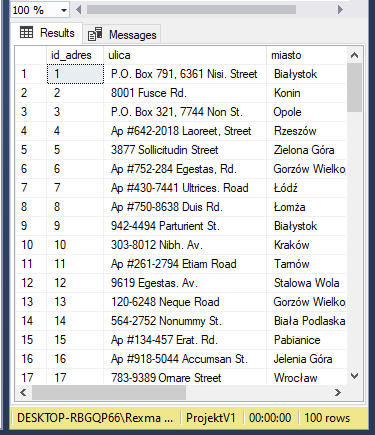 100 %
Results Messages
id_adres ulica miasto
1 1 P.O. Box 791, 6361 Nisi. Street Białystok
2 2 8001 Fusce Rd. Konin
3 3 P.O. Box 321, 7744 Non St. Opole
4 4 Ap #642-2018 Laoreet, Street Rzeszów
5 5 3877 Sollicitudin Street Zielona Góra
6 6 Ap #752-284 Egestas, Rd. Gorzów Wielko
7 7 Ap #430-7441 Ultrices. Road Łódź
8 8 Ap #750-8638 Duis Rd. Łomża
9 9 942-4494 Parturient St. Białystok
10 10 303-8012 Nibh. Av. Kraków
11 11 Ap #261-2794 Etiam Road Tarnów
12 12 9619 Egestas. Av. Stalowa Wola
13 13 120-6248 Neque Road Gorzów Wielko
14 14 564-2752 Nonummy St. Biała Podlaska
15 15 Ap #134-457 Erat. Rd. Pabianice
16 16 Ap #918-5044 Accumsan St. Jelenia Góra
17 17 783-9389 Ornare Street Wrocław
DESKTOP-RBGQP66\Rexma ... ProjektV1 00:00:00 100 rows